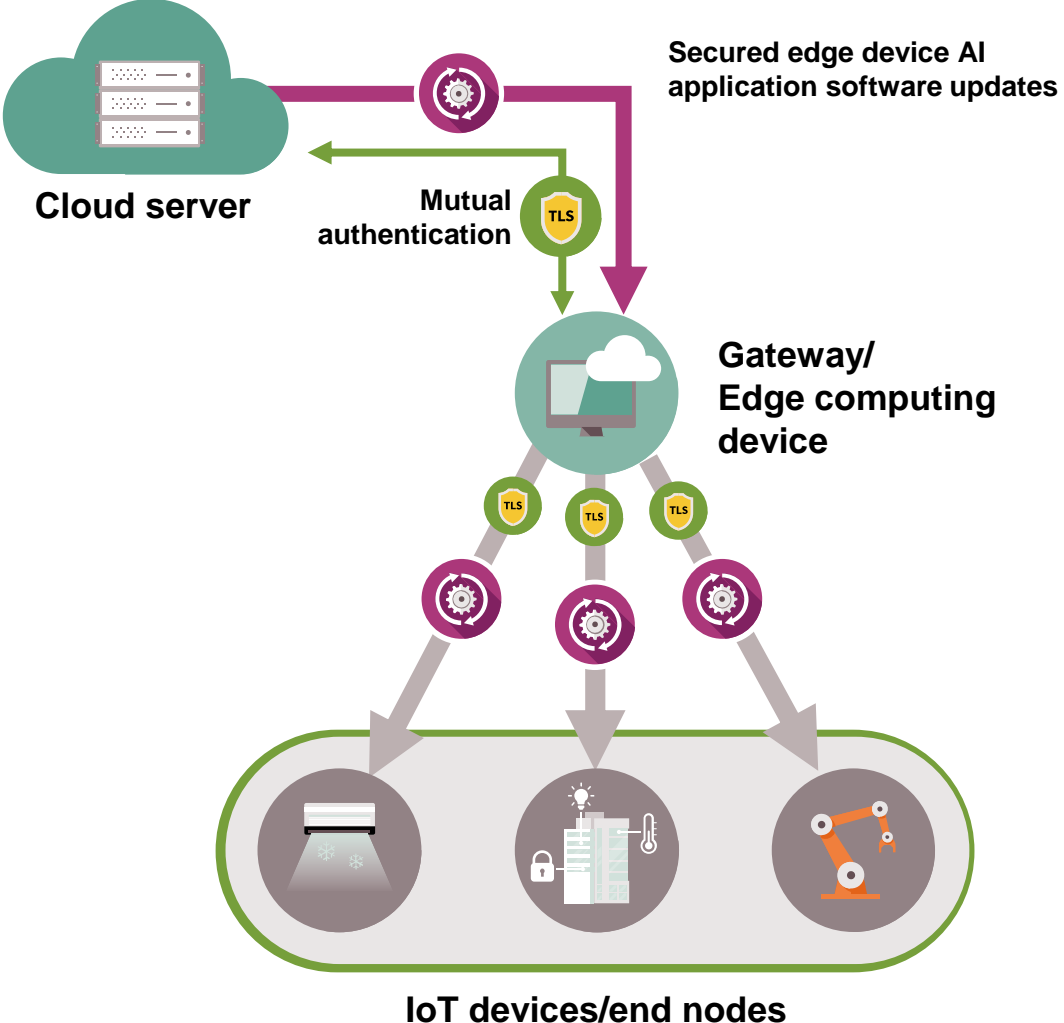 Secured edge device AI
application software updates
Cloud server
Mutual
authentication
TLS
Gateway/
Edge computing
device
TLS
TLS
TLS
IoT devices/end nodes